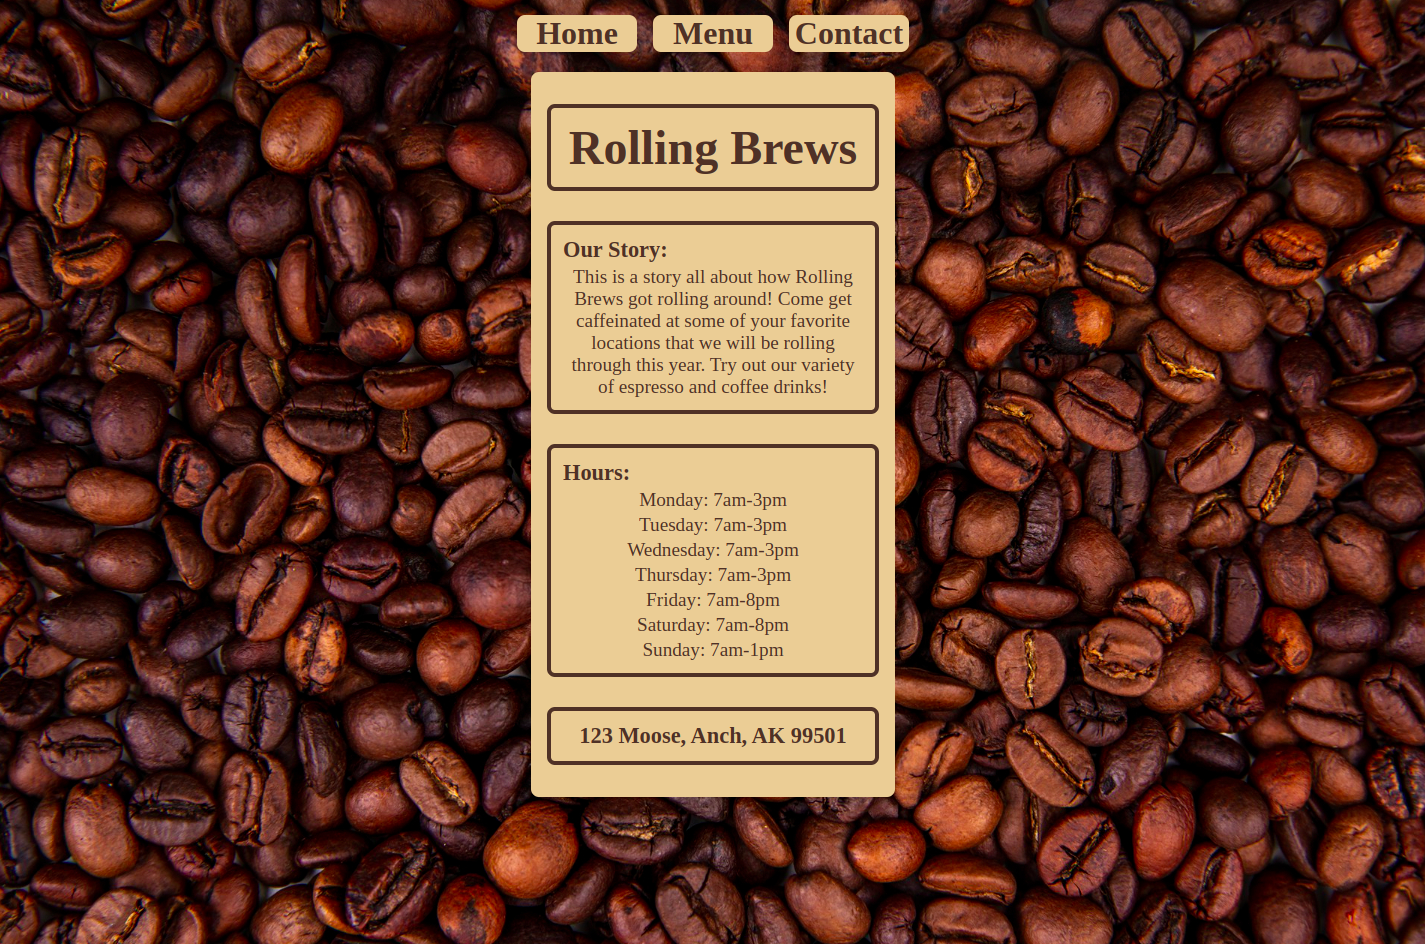 Home Menu Contact
Rolling Brews
Our Story:
This is a story all about how Rolling
Brews got rolling around! Come get
caffeinated at some of your favorite
locations that we will be rolling
through this year. Try out our variety
of espresso and coffee drinks!
Hours:
Monday: 7am-3pm
Tuesday: 7am-3pm
Wednesday: 7am-3pm
Thursday: 7am-3pm
Friday: 7am-8pm
Saturday: 7am-8pm
Sunday: 7am-1pm
123 Moose, Anch, AK 99501